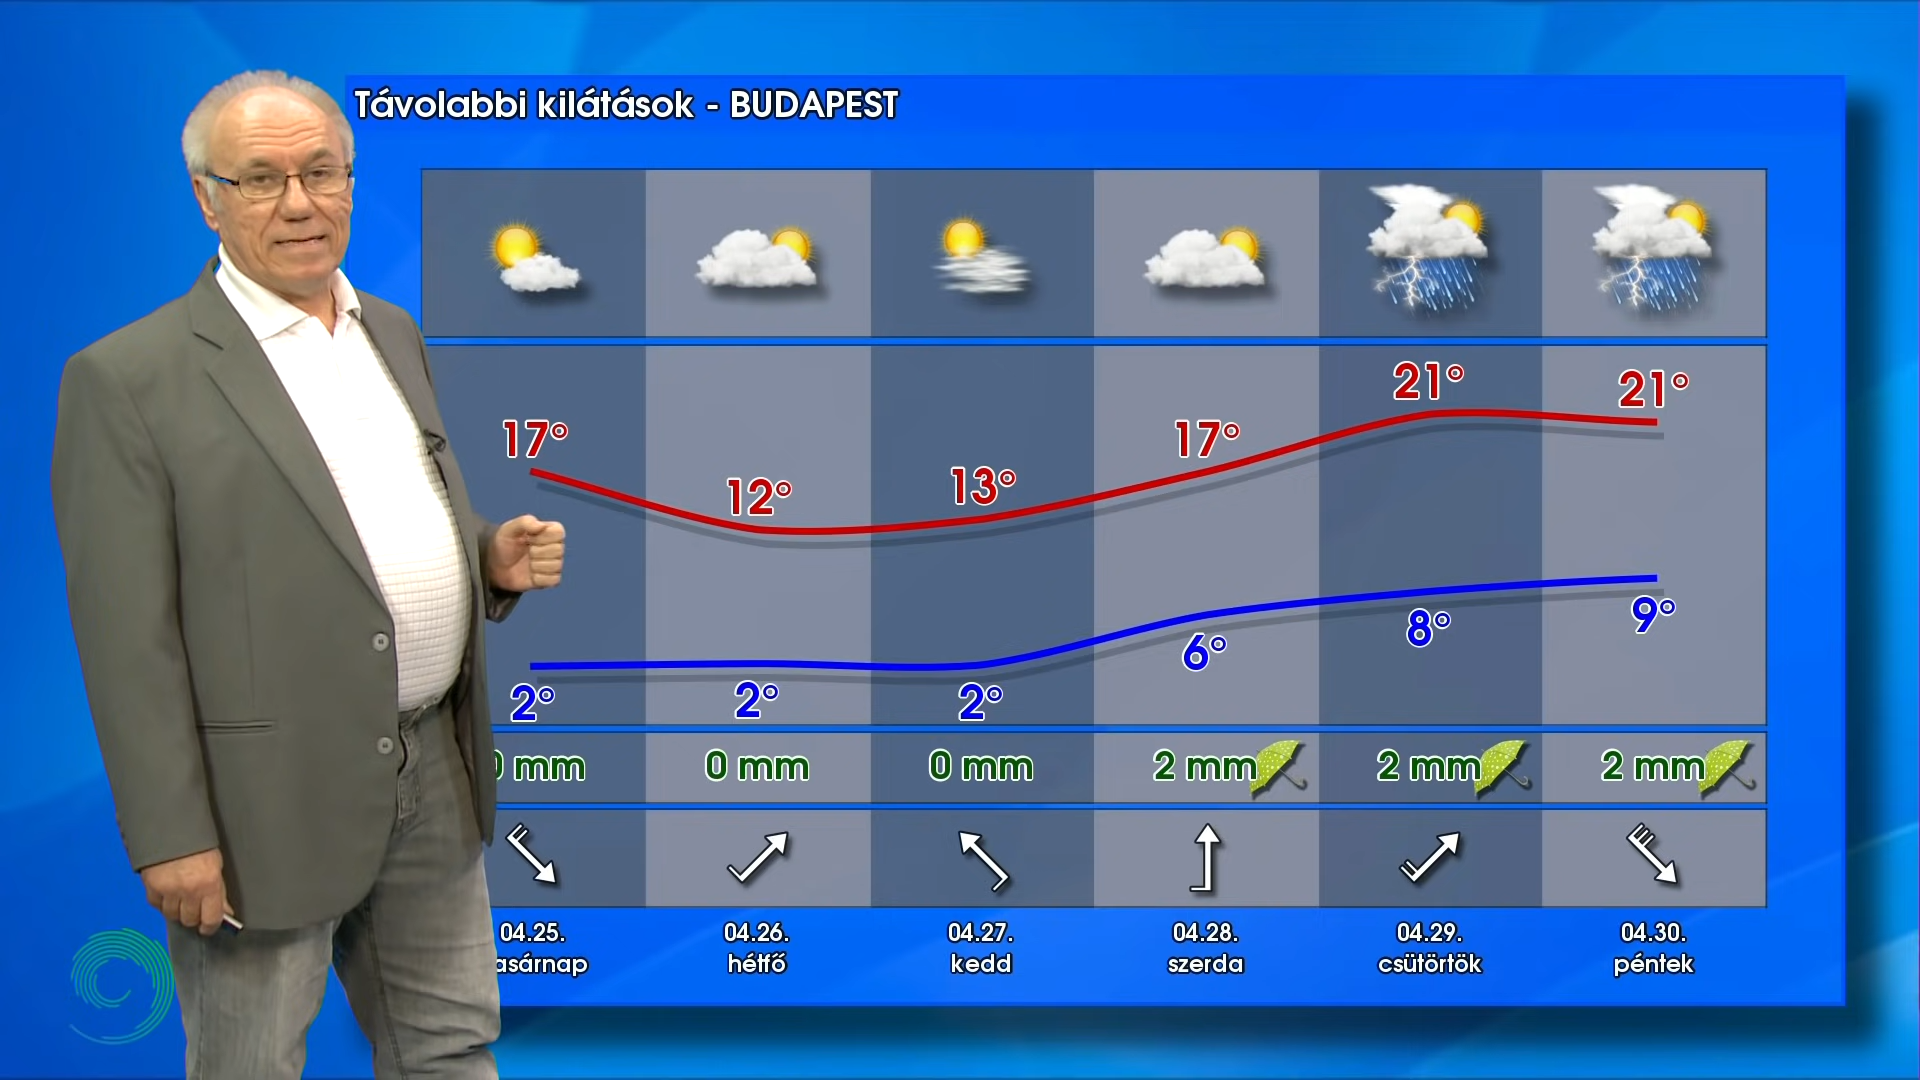 Távolabbi kilátások - BUDAPEST
17° 12° 13° 17° 21° 21°
2° 2° 2° 6° 8° 9°
mm 0 mm 0 mm 2 mm 2 mm 2 mm
04.25. 04.26. 04.27. 04.28. 04.29. 04.30.
hétfő kedd szerda csütörtök péntek